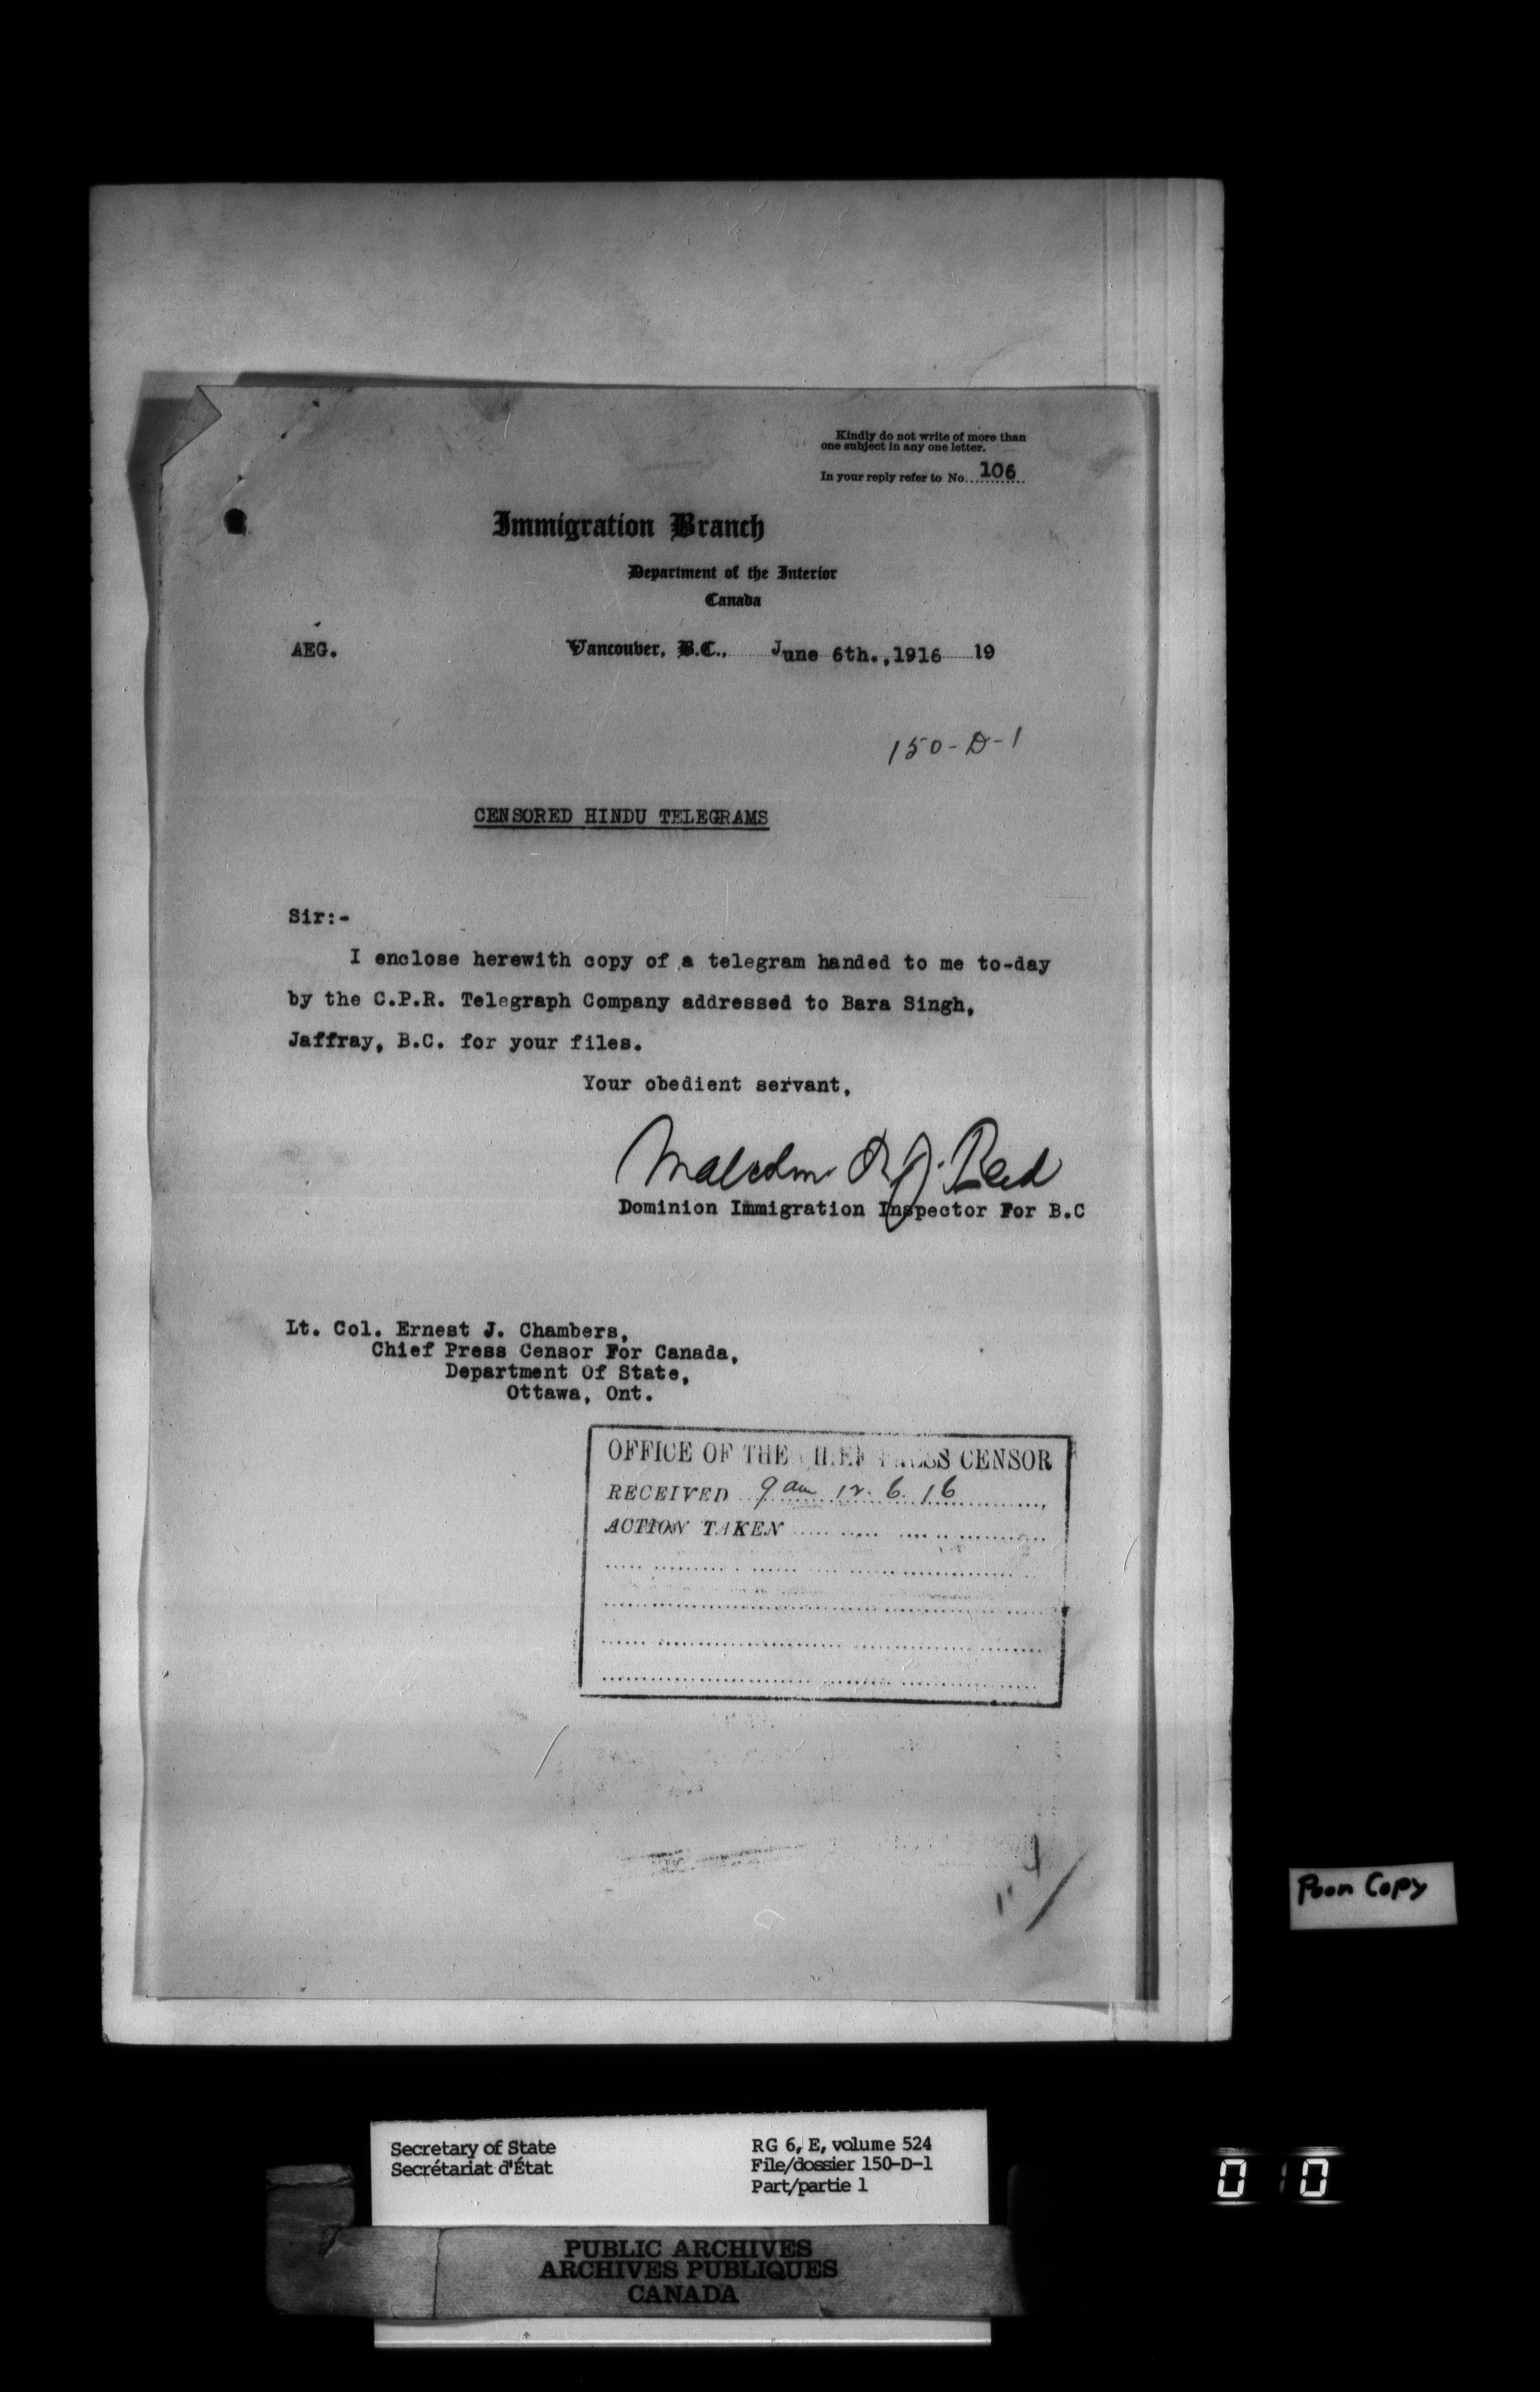 Kindly do not write of more than
one subject in any one letter.
In your reply refer to No. 106
Immigration Branch
Department of the Interior
Canada
AEG.
Vancouver, B.C., June 6th.,1916 19
150-D-1
CENSORED HINDU TELEGRAMS
Sir:-
I enclose herewith copy of a telegram handed to me to-day
by the C.P.R. Telegraph Company addressed to Bara Singh,
Jaffray, B.C. for your files.
Your obedient servant,
Malcolm R. J. Reid
Dominion Immigration Inspector For B.C
Lt. Col. Ernest J. Chambers,
Chief Press Censor For Canada,
Department Of State,
Ottawa, Ont.
OFFICE OF THE CHIEF PRESS CENSOR
RECEIVED 9 am 12. 6. 16
ACTION TAKEN
Poor Copy
Secretary of State
Secrétariat d'État
RG 6, E, volume 524
File/dossier 150-D-1
Part/partie 1
010
PUBLIC ARCHIVES
ARCHIVES PUBLIQUES
CANADA